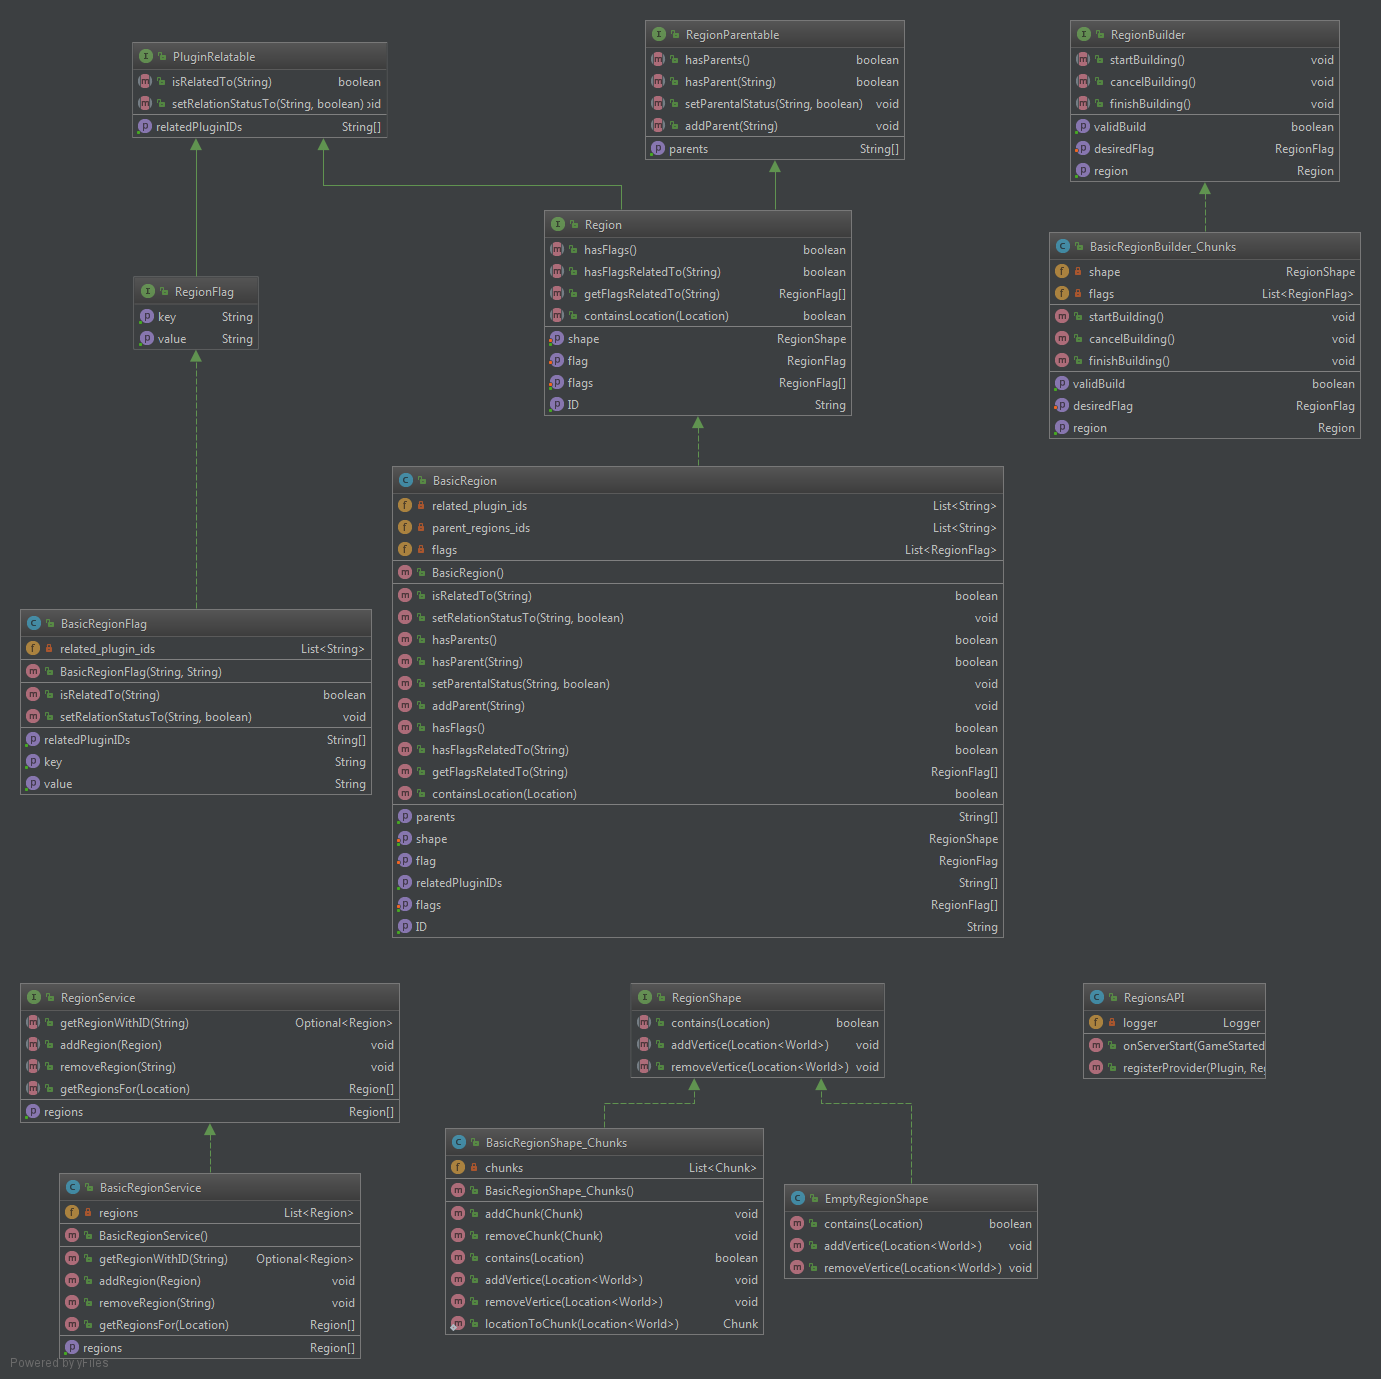 PluginRelatable
isRelatedTo(String) boolean
setRelationStatusTo(String, boolean) void
relatedPluginIDs String[]
RegionParentable
hasParents() boolean
hasParent(String) boolean
setParentalStatus(String, boolean) void
addParent(String) void
parents String[]
RegionBuilder
startBuilding() void
cancelBuilding() void
finishBuilding() void
validBuild boolean
desiredFlag RegionFlag
region Region
Region
hasFlags() boolean
hasFlagsRelatedTo(String) boolean
getFlagsRelatedTo(String) RegionFlag[]
containsLocation(Location) boolean
shape RegionShape
flag RegionFlag
flags RegionFlag[]
ID String
BasicRegionBuilder_Chunks
shape RegionShape
flags List<RegionFlag>
startBuilding() void
cancelBuilding() void
finishBuilding() void
validBuild boolean
desiredFlag RegionFlag
region Region
RegionFlag
key String
value String
BasicRegion
related_plugin_ids List<String>
parent_regions_ids List<String>
flags List<RegionFlag>
BasicRegion()
isRelatedTo(String) boolean
setRelationStatusTo(String, boolean) void
hasParents() boolean
hasParent(String) boolean
setParentalStatus(String, boolean) void
addParent(String) void
hasFlags() boolean
hasFlagsRelatedTo(String) boolean
getFlagsRelatedTo(String) RegionFlag[]
containsLocation(Location) boolean
parents String[]
shape RegionShape
flag RegionFlag
relatedPluginIDs String[]
flags RegionFlag[]
ID String
BasicRegionFlag
related_plugin_ids List<String>
BasicRegionFlag(String, String)
isRelatedTo(String) boolean
setRelationStatusTo(String, boolean) void
relatedPluginIDs String[]
key String
value String
RegionService
getRegionWithID(String) Optional<Region>
addRegion(Region) void
removeRegion(String) void
getRegionsFor(Location) Region[]
regions Region[]
RegionShape
contains(Location) boolean
addVertice(Location<World>) void
removeVertice(Location<World>) void
RegionsAPI
logger Logger
onServerStart(GameStarted
registerProvider(Plugin, Re
BasicRegionService
regions List<Region>
BasicRegionService()
getRegionWithID(String) Optional<Region>
addRegion(Region) void
removeRegion(String) void
getRegionsFor(Location) Region[]
regions Region[]
BasicRegionShape_Chunks
chunks List<Chunk>
BasicRegionShape_Chunks()
addChunk(Chunk) void
removeChunk(Chunk) void
contains(Location) boolean
addVertice(Location<World>) void
removeVertice(Location<World>) void
locationToChunk(Location<World>) Chunk
EmptyRegionShape
contains(Location) boolean
addVertice(Location<World>) void
removeVertice(Location<World>) void
Powered by yFiles